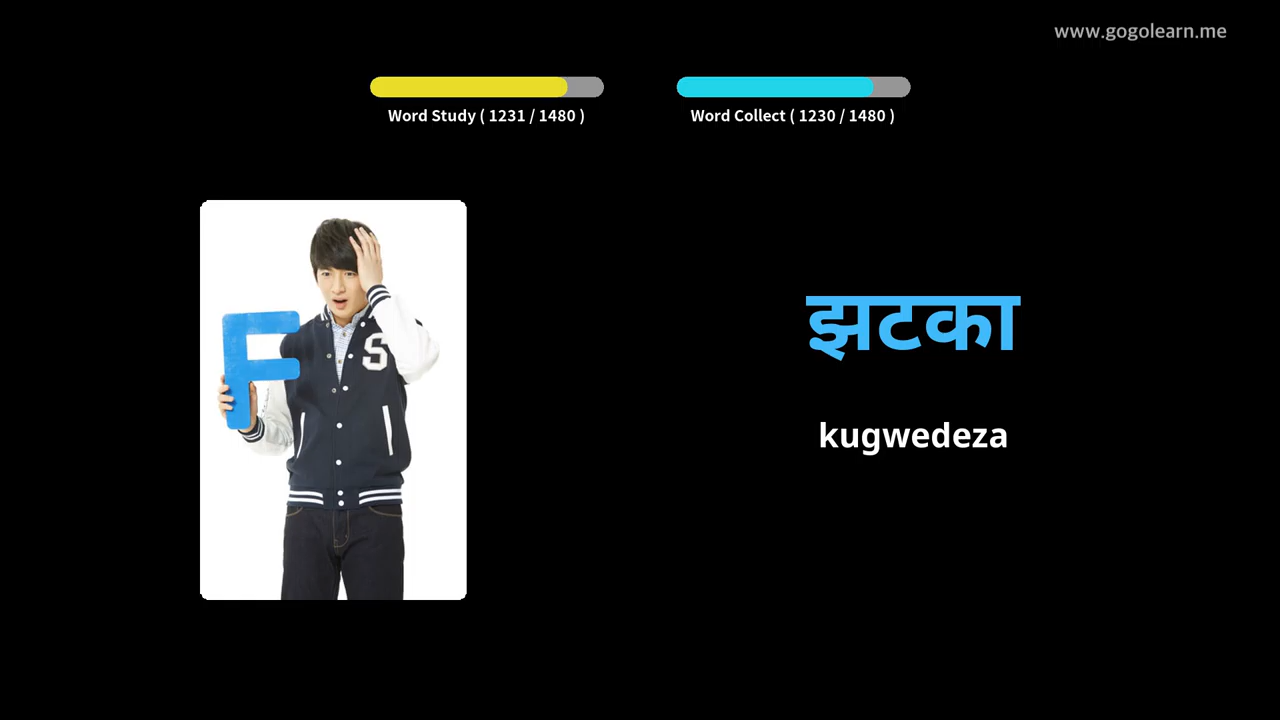 www.gogolearn.me
Word Study ( 1231 / 1480 )
Word Collect ( 1230 / 1480 )
F
S
झटका
kugwedeza